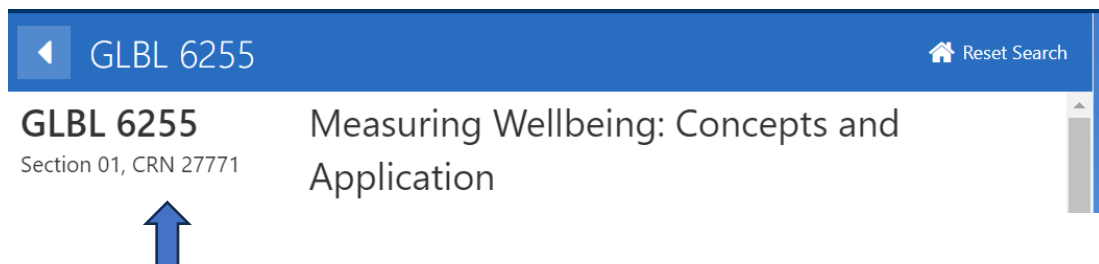 GLBL 6255
Reset Search
GLBL 6255
Section 01, CRN 27771
Measuring Wellbeing: Concepts and
Application